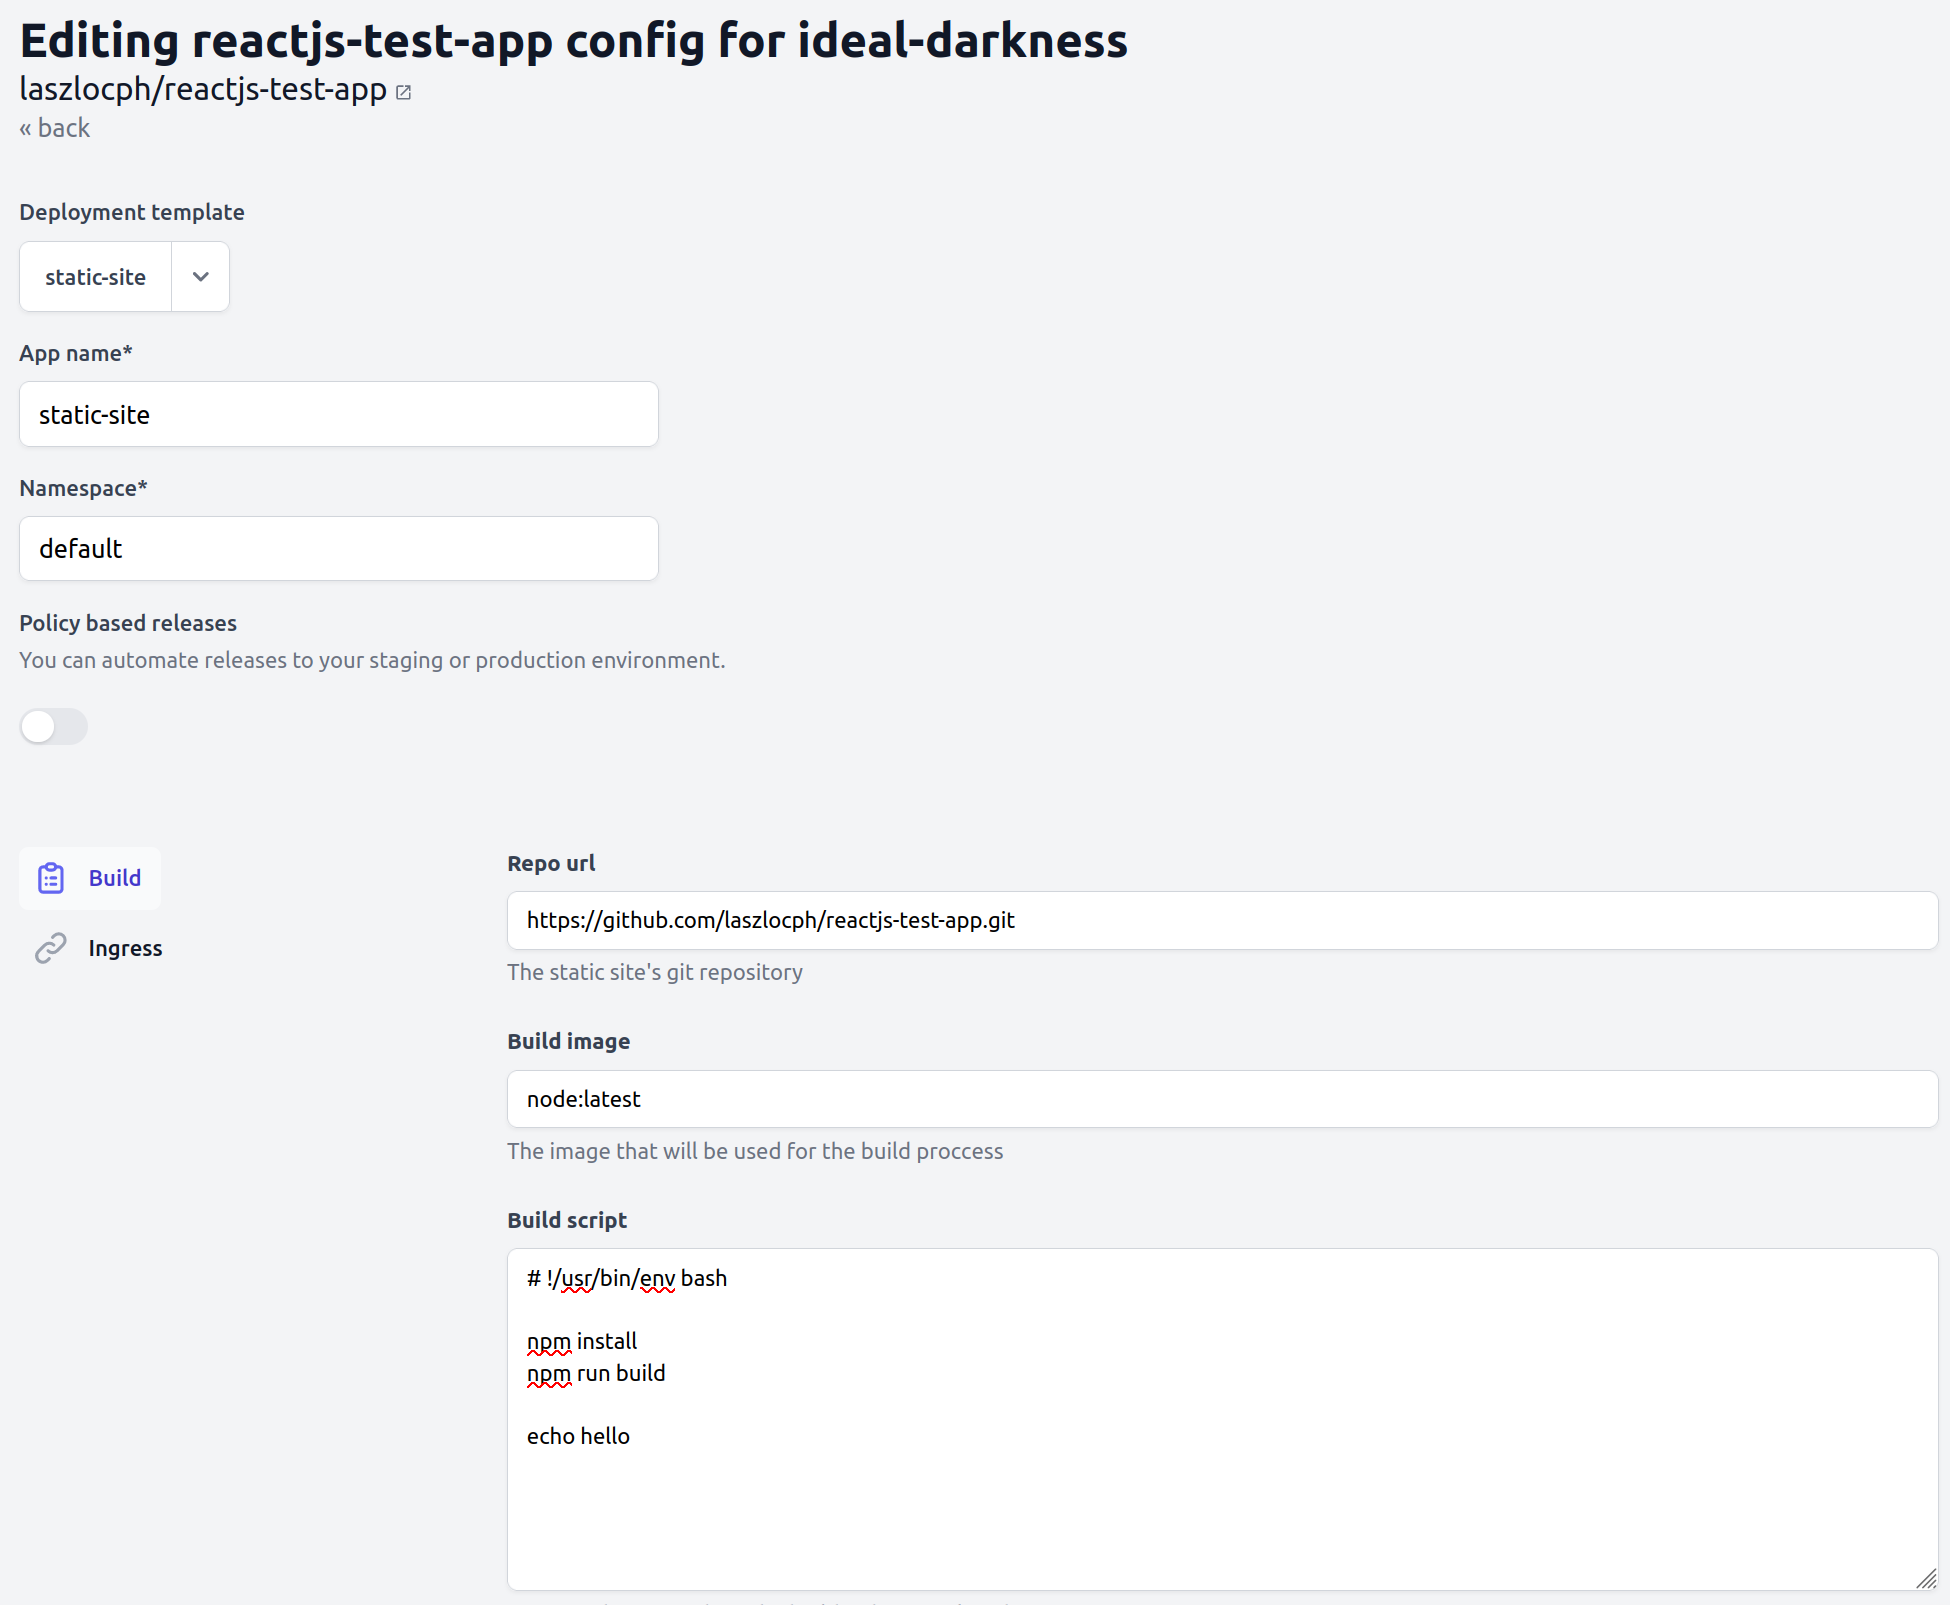 Editing reactjs-test-app config for ideal-darkness
laszlocph/reactjs-test-app
« back
Deployment template
static-site
App name*
static-site
Namespace*
default
Policy based releases
You can automate releases to your staging or production environment.
Build
Ingress
Repo url
https://github.com/laszlocph/reactjs-test-app.git
The static site's git repository
Build image
node:latest
The image that will be used for the build proccess
Build script
# !/usr/bin/env bash
npm install
npm run build
echo hello